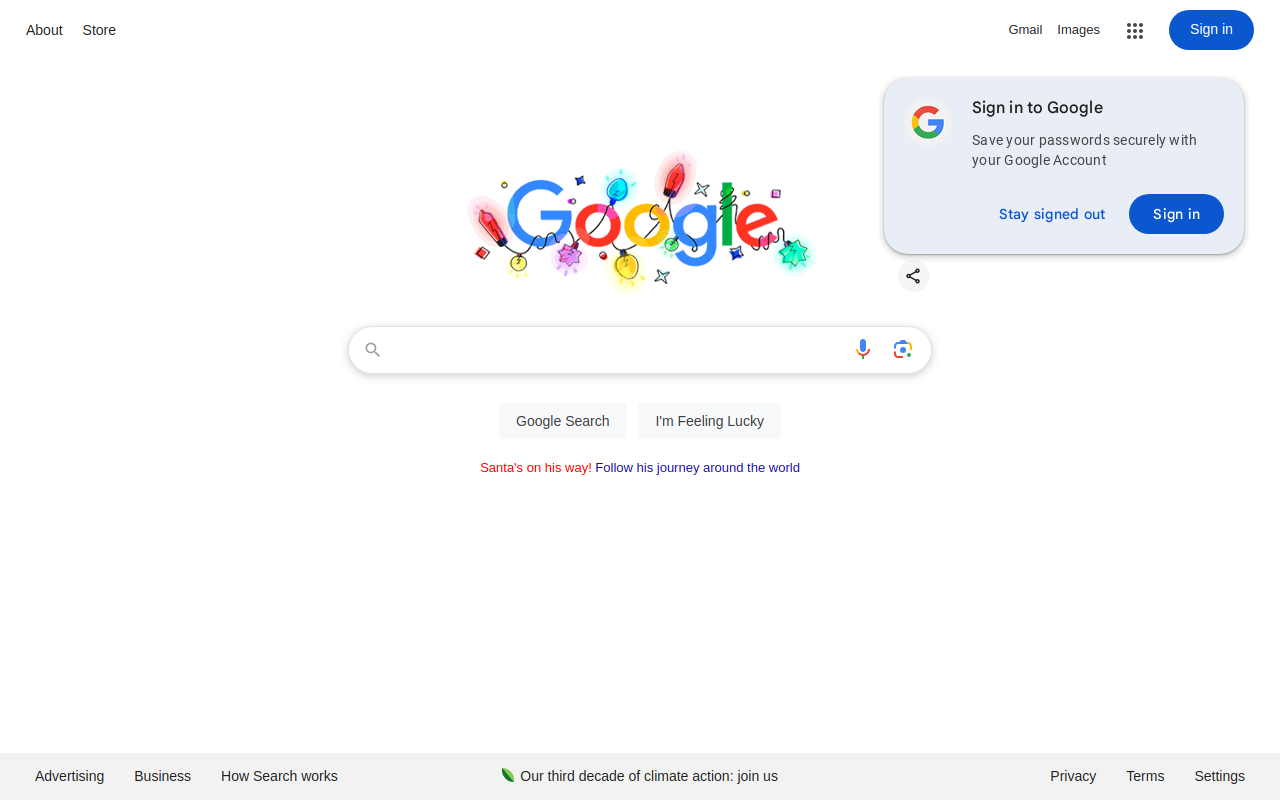 About
Store
Gmail
Images
Sign in
Sign in to Google
Save your passwords securely with
your Google Account
Stay signed out
Sign in
Google
Google Search
I'm Feeling Lucky
Santa's on his way! Follow his journey around the world
Advertising
Business
How Search works
Our third decade of climate action: join us
Privacy
Terms
Settings